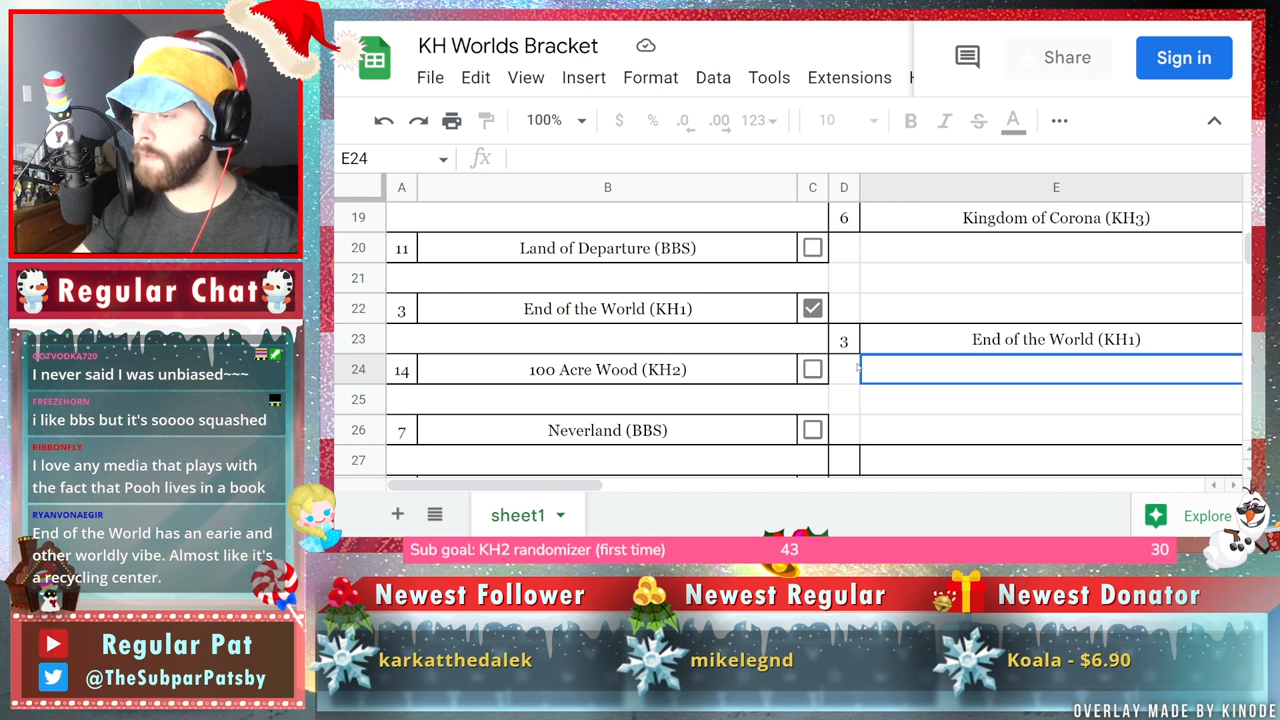 KH Worlds Bracket
File Edit View Insert Format Data Tools Extensions
Share
Sign in
100% $ % .0 .00 123 10 B I S A
E24 fx
A B C D E
19 6 Kingdom of Corona (KH3)
20 11 Land of Departure (BBS)
21
22 3 End of the World (KH1)
23 3 End of the World (KH1)
24 14 100 Acre Wood (KH2)
25
26 7 Neverland (BBS)
27
sheet1
Explore
Regular Chat
GOTVODKA720
I never said I was unbiased~~~
FREEZEHORN
i like bbs but it's soooo squashed
RIBBONFLY
I love any media that plays with
the fact that Pooh lives in a book
RYANVONAEGIR
End of the World has an earie and
other worldly vibe. Almost like it's
a recycling center.
Regular Pat
@TheSubparPatsby
Sub goal: KH2 randomizer (first time) 43 30
Newest Follower Newest Regular Newest Donator
karkatthedalek mikelegnd Koala - $6.90
OVERLAY MADE BY KINODE